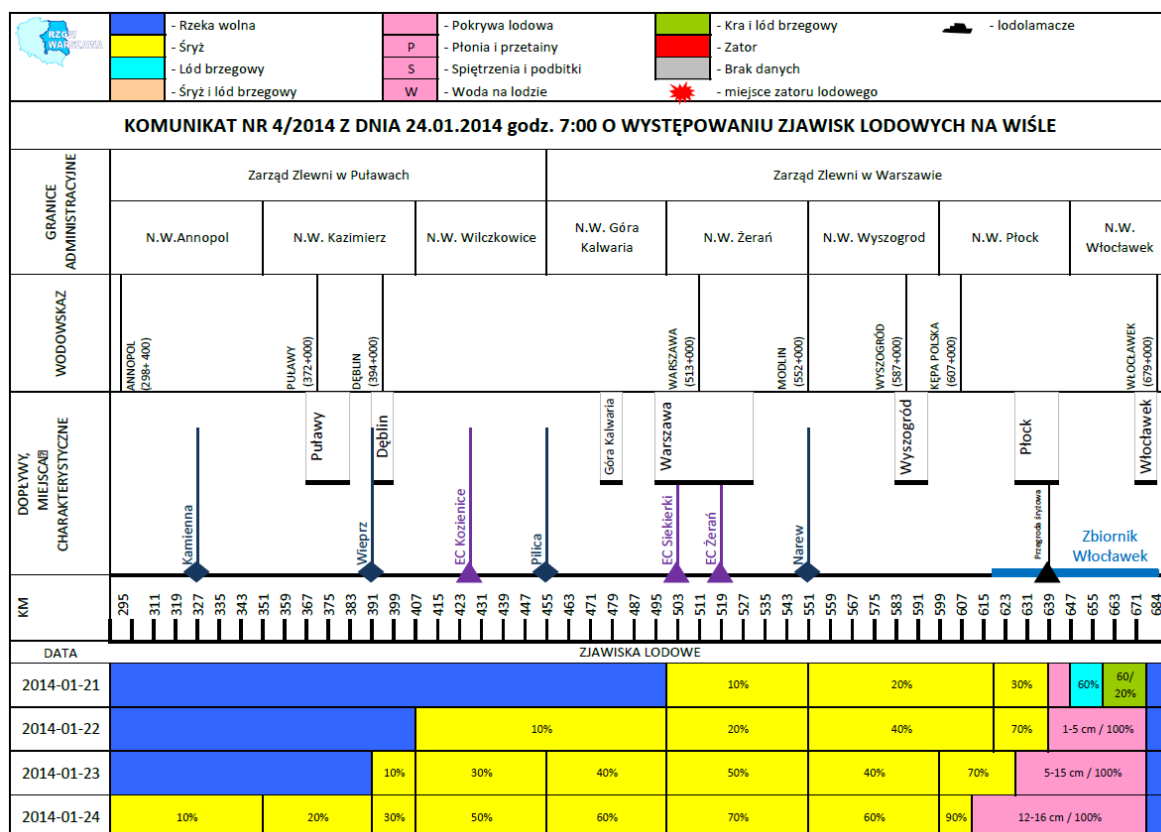 RZGW
WARSZAWA
- Rzeka wolna
- Śryż
- Lód brzegowy
- Śryż i lód brzegowy
- Pokrywa lodowa
P - Płonia i przetainy
S - Spiętrzenia i podbitki
W - Woda na lodzie
- Kra i lód brzegowy
- Zator
- Brak danych
- miejsce zatoru lodowego
- lodolamacze
KOMUNIKAT NR 4/2014 Z DNIA 24.01.2014 godz. 7:00 O WYSTĘPOWANIU ZJAWISK LODOWYCH NA WIŚLE
GRANICE
ADMINISTRACYJNE
Zarząd Zlewni w Puławach
Zarząd Zlewni w Warszawie
N.W.Annopol
N.W. Kazimierz
N.W. Wilczkowice
N.W. Góra
Kalwaria
N.W. Żerań
N.W. Wyszogrod
N.W. Płock
N.W.
Włocławek
WODOWSKAZ
ANNOPOL
(298+ 400)
PUŁAWY
(372+000)
DĘBLIN
(394+000)
WARSZAWA
(513+000)
MODLIN
(552+000)
WYSZOGRÓD
(587+000)
KĘPA POLSKA
(607+000)
WŁOCŁAWEK
(679+000)
DOPŁYWY,
MIEJSCA
CHARAKTERYSTYCZNE
Kamienna
Puławy
Wieprz
Dęblin
EC Kozienice
Pilica
Góra Kalwaria
Warszawa
EC Siekierki
EC Żerań
Narew
Wyszogród
Płock
Przegroda śryżowa
Zbiornik
Włocławek
Włocławek
KM
295 311 319 327 335 343 351 359 367 375 383 391 399 407 415 423 431 439 447 455 463 471 479 487 495 503 511 519 527 535 543 551 559 567 575 583 591 599 607 615 623 631 639 647 655 663 671 684
DATA ZJAWISKA LODOWE
2014-01-21 10% 20% 30% 60% 60/
20%
2014-01-22 10% 20% 40% 70% 1-5 cm / 100%
2014-01-23 10% 30% 40% 50% 40% 70% 5-15 cm / 100%
2014-01-24 10% 20% 30% 50% 60% 70% 60% 90% 12-16 cm / 100%